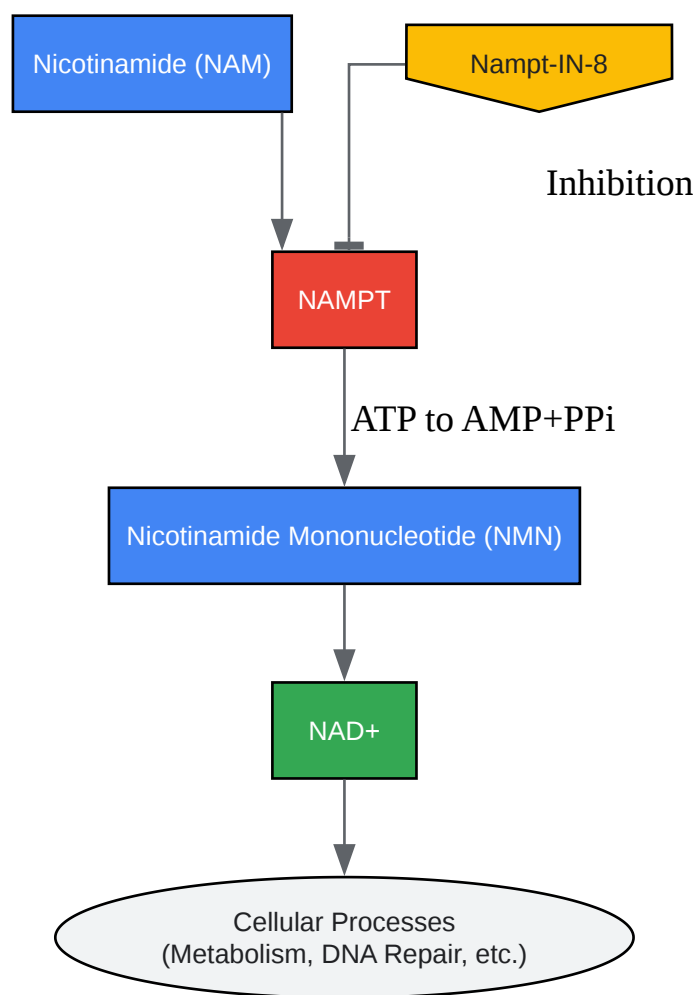 Nicotinamide (NAM)
Nampt-IN-8
Inhibition
NAMPT
ATP to AMP+PPi
Nicotinamide Mononucleotide (NMN)
NAD+
Cellular Processes
(Metabolism, DNA Repair, etc.)